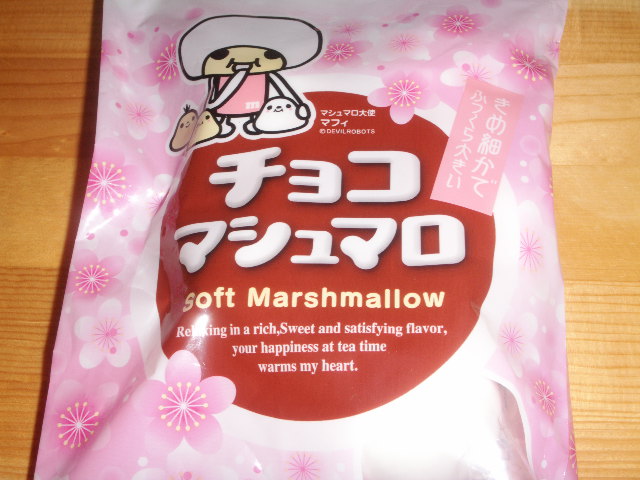 m
マシュマロ大使
マフィ
©DEVILROBOTS
きめ細かで
ふっくら大きい
チョコ
マシュマロ
Soft Marshmallow
Relaxing in a rich,Sweet and satisfying flavor,
your happiness at tea time
warms my heart.